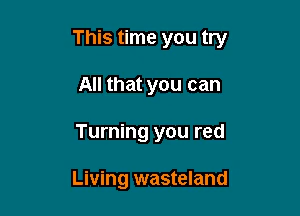 This time you try
All that you can
Turning you red
Living wasteland